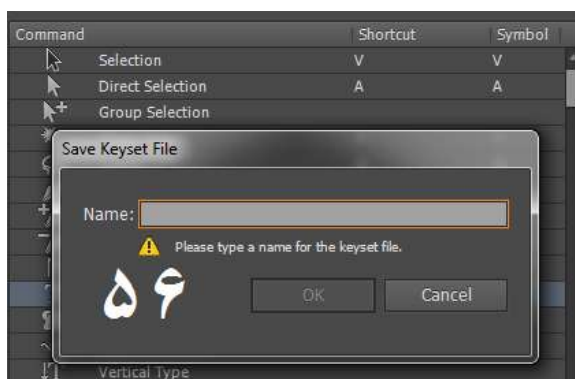 Command Shortcut Symbol
Selection V V
Direct Selection A A
Group Selection
Save Keyset File
Name:
Please type a name for the keyset file.
۵۶
OK Cancel
Vertical Type